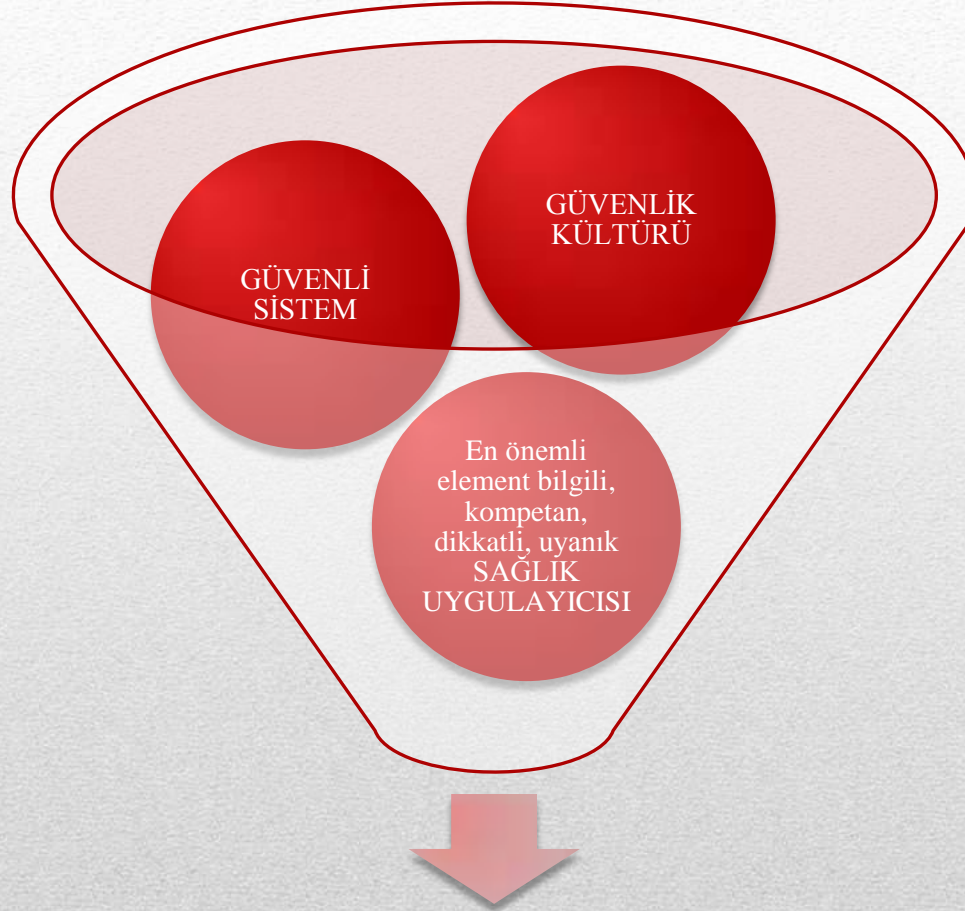 GÜVENLİ
SİSTEM
GÜVENLİK
KÜLTÜRÜ
En önemli
element bilgili,
kompetan,
dikkatli, uyanık
SAĞLIK
UYGULAYICISI